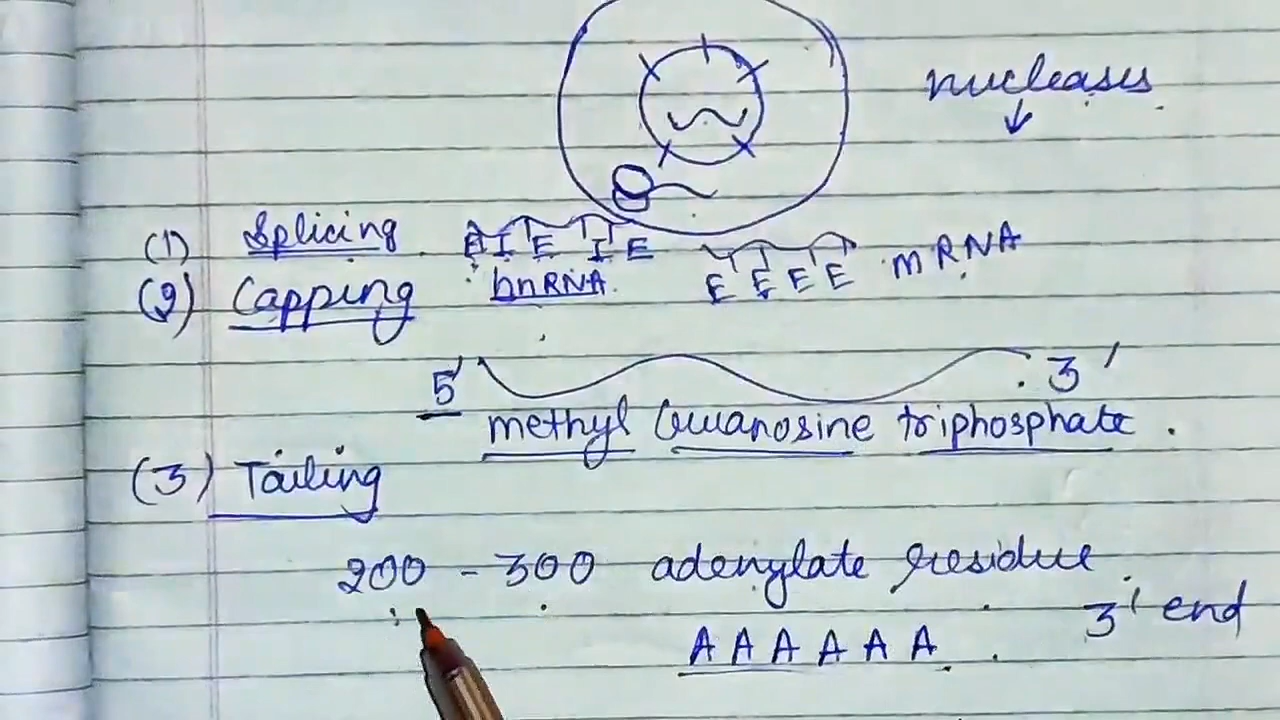 nucleases
(1) Splicing E I E I E E E E E mRNA
(2) Capping hnRNA
5' 3'
methyl Guanosine triphosphate.
(3) Tailing
200 - 300 adenylate residue.
3' end
A A A A A A